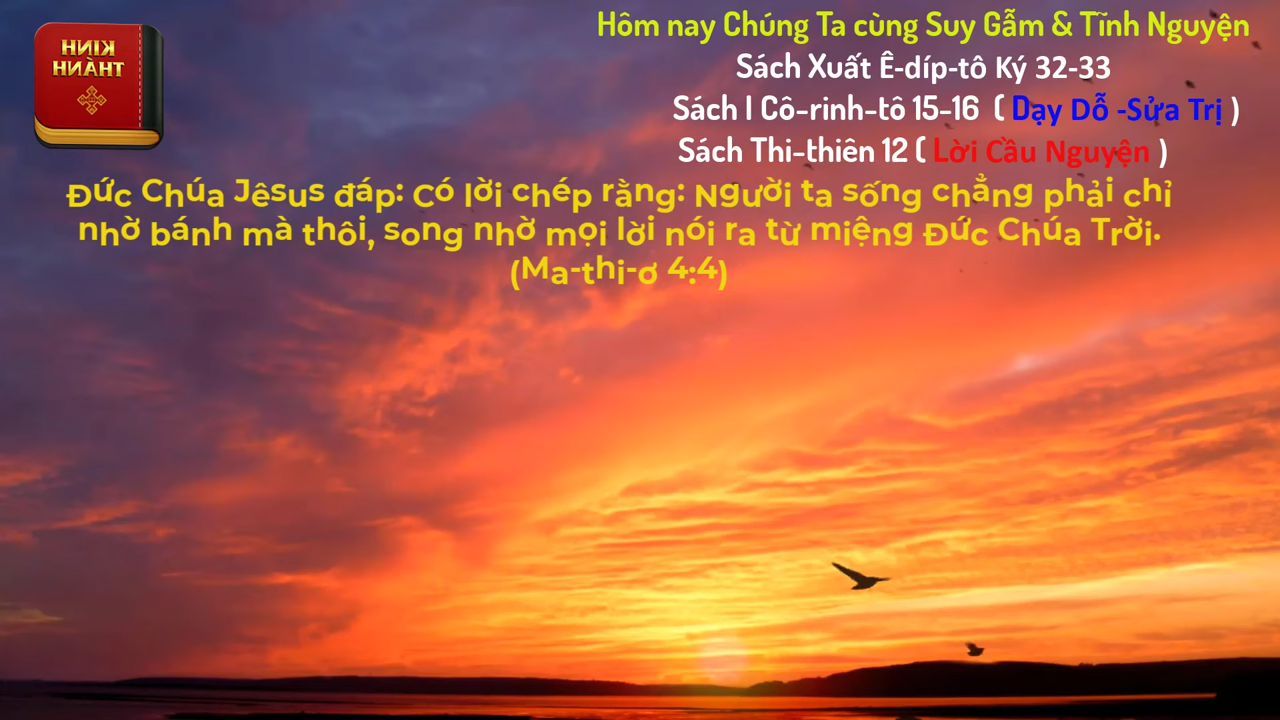 KINH
THÀNH
Hôm nay Chúng Ta cùng Suy Gẫm & Tĩnh Nguyện
Sách Xuất Ê-díp-tô Ký 32-33
Sách I Cô-rinh-tô 15-16 ( Dạy Dỗ -Sửa Trị )
Sách Thi-thiên 12 ( Lời Cầu Nguyện )
Đức Chúa Jêsus đáp: Có lời chép rằng: Người ta sống chẳng phải chỉ
nhờ bánh mà thôi, song nhờ mọi lời nói ra từ miệng Đức Chúa Trời.
(Ma-thi-ơ 4:4)